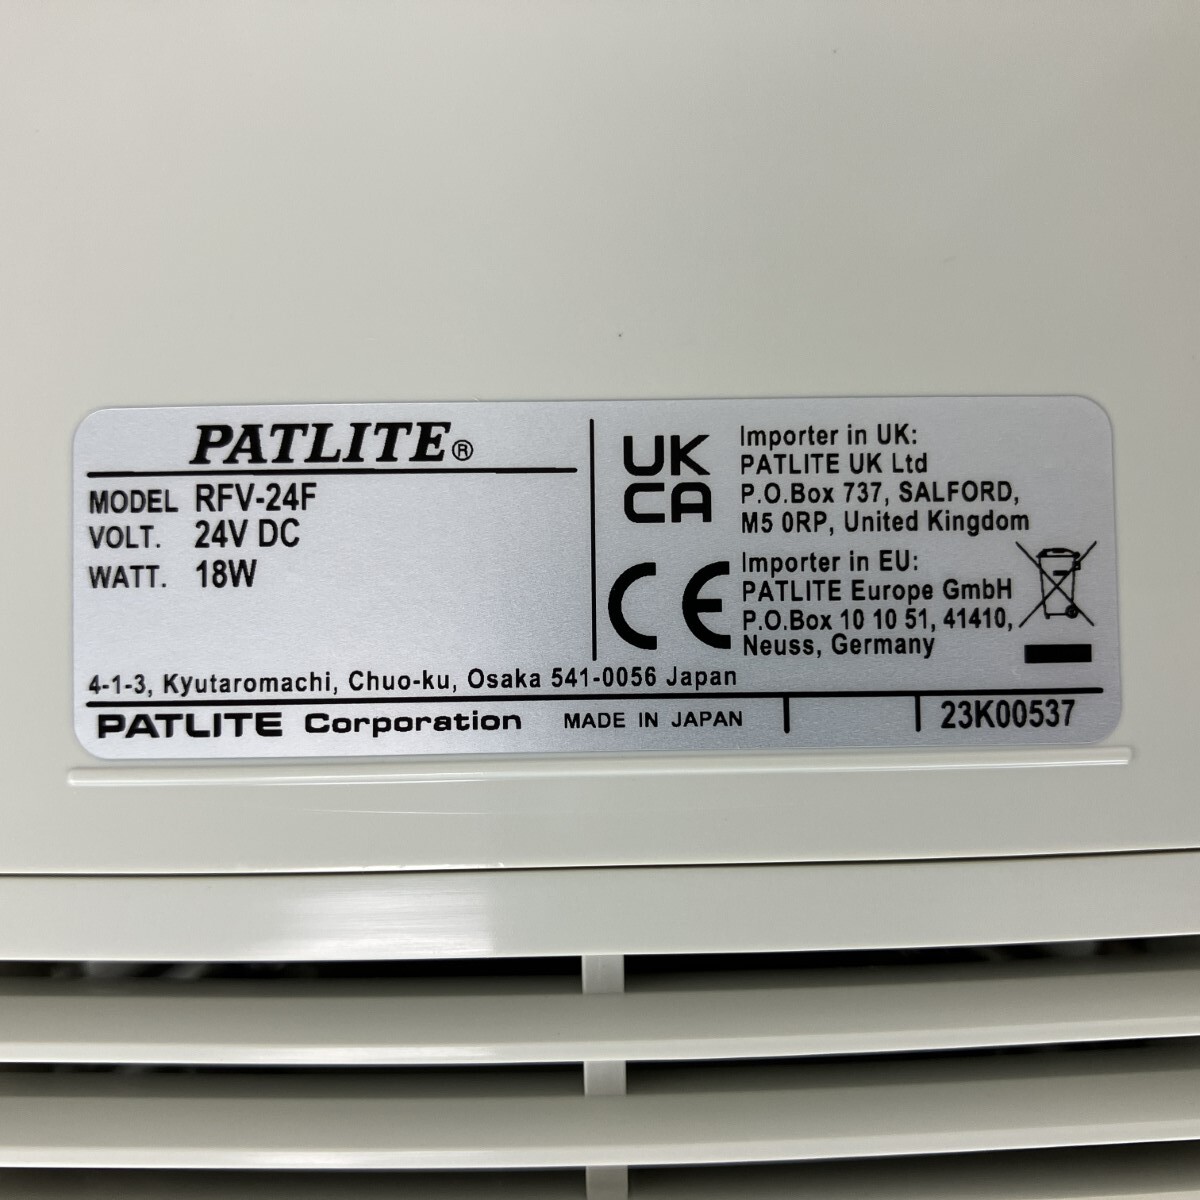 PATLITE®
MODEL RFV-24F
VOLT. 24V DC
WATT. 18W
UK
CA
Importer in UK:
PATLITE UK Ltd
P.O.Box 737, SALFORD,
M5 0RP, United Kingdom
CE
Importer in EU:
PATLITE Europe GmbH
P.O.Box 10 10 51, 41410,
Neuss, Germany
4-1-3, Kyutaromachi, Chuo-ku, Osaka 541-0056 Japan
PATLITE Corporation MADE IN JAPAN 23K00537